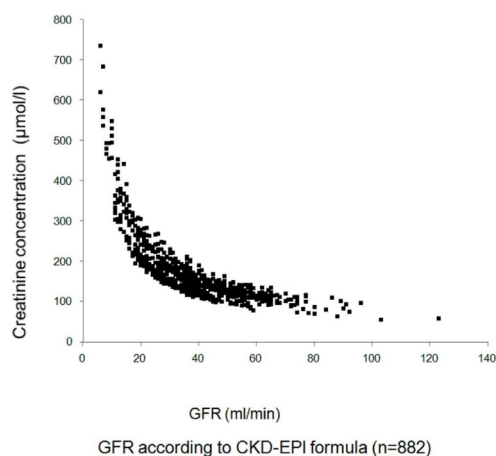 800
700
600
500
400
300
200
100
0
Creatinine concentration (µmol/l)
0 20 40 60 80 100 120 140
GFR (ml/min)
GFR according to CKD-EPI formula (n=882)